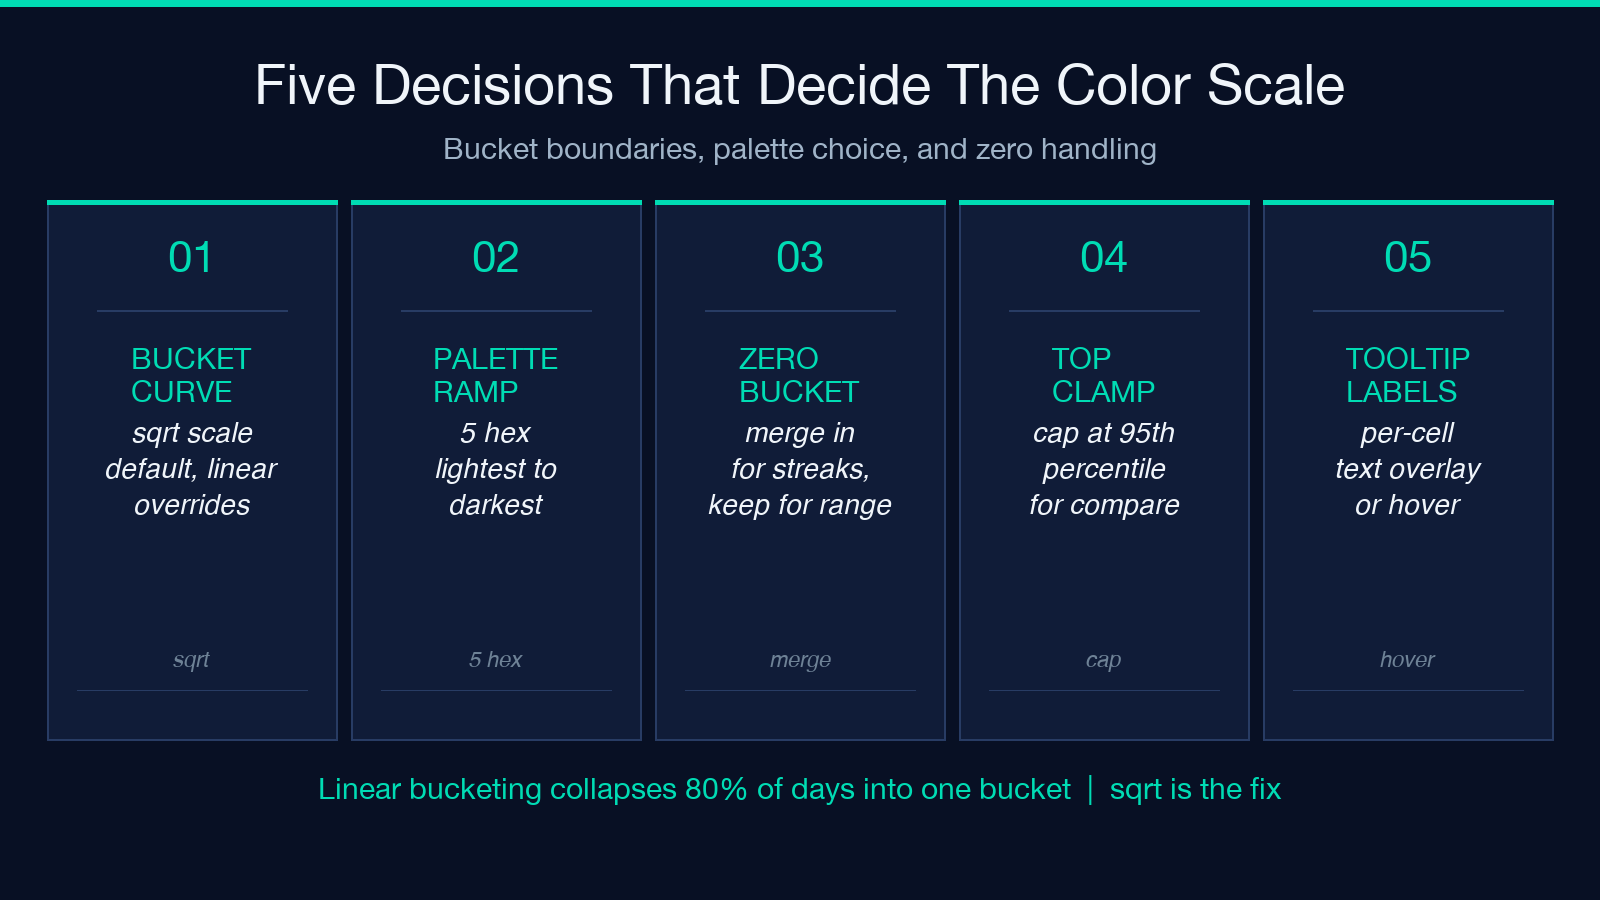 Five Decisions That Decide The Color Scale
Bucket boundaries, palette choice, and zero handling
01
BUCKET
CURVE
sqrt scale
default, linear
overrides
sqrt
02
PALETTE
RAMP
5 hex
lightest to
darkest
5 hex
03
ZERO
BUCKET
merge in
for streaks,
keep for range
merge
04
TOP
CLAMP
cap at 95th
percentile
for compare
cap
05
TOOLTIP
LABELS
per-cell
text overlay
or hover
hover
Linear bucketing collapses 80% of days into one bucket | sqrt is the fix